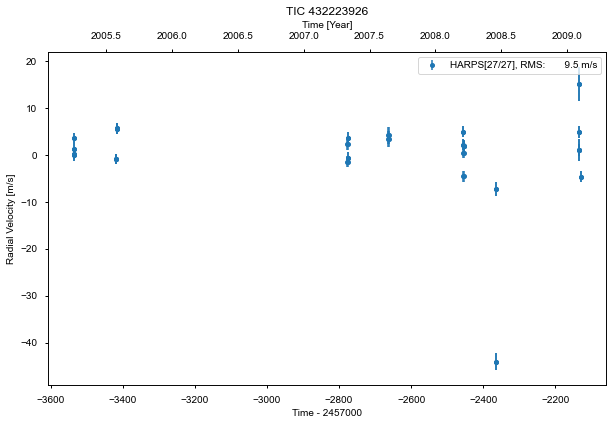 TIC 432223926
Time [Year]
2005.5 2006.0 2006.5 2007.0 2007.5 2008.0 2008.5 2009.0
HARPS[27/27], RMS: 9.5 m/s
20
10
0
−10
−20
−30
−40
Radial Velocity [m/s]
−3600 −3400 −3200 −3000 −2800 −2600 −2400 −2200
Time - 2457000